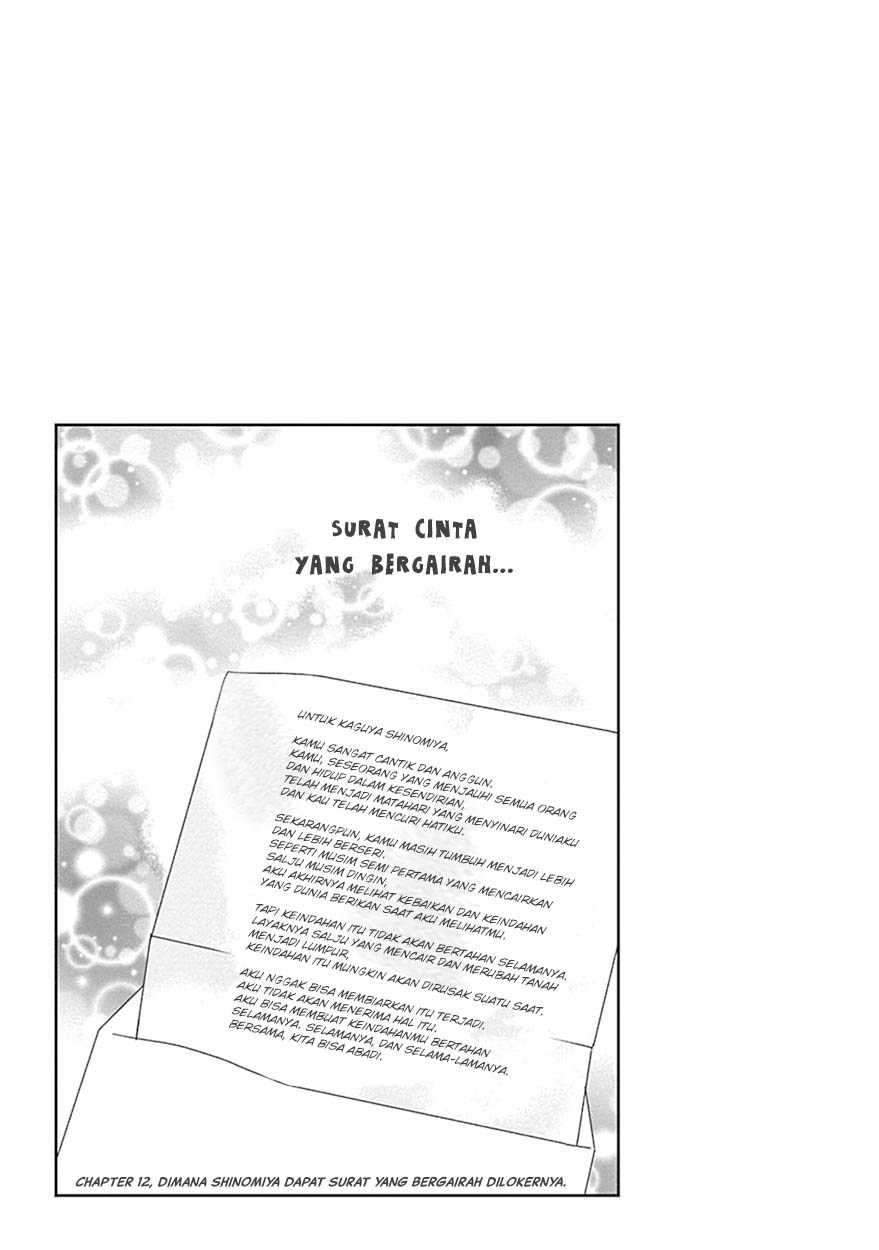 SURAT CINTA
YANG BERGAIRAH...
UNTUK KAGUYA SHINOMIYA,
KAMU SANGAT CANTIK DAN ANGGUN.
KAMU, SESEORANG YANG MENJAUHI SEMUA ORANG
DAN HIDUP DALAM KESENDIRIAN,
TELAH MENJADI MATAHARI YANG MENYINARI DUNIAKU
DAN KAU TELAH MENCURI HATIKU.
SEKARANGPUN, KAMU MASIH TUMBUH MENJADI LEBIH
DAN LEBIH BERSERI.
SEPERTI MUSIM SEMI PERTAMA YANG MENCAIRKAN
SALJU MUSIM DINGIN,
AKU AKHIRNYA MELIHAT KEBAIKAN DAN KEINDAHAN
YANG DUNIA BERIKAN SAAT AKU MELIHATMU.
TAPI KEINDAHAN ITU TIDAK AKAN BERTAHAN SELAMANYA.
LAYAKNYA SALJU YANG MENCAIR DAN MERUBAH TANAH
MENJADI LUMPUR,
KEINDAHAN ITU MUNGKIN AKAN DIRUSAK SUATU SAAT.
AKU NGGAK BISA MEMBIARKAN ITU TERJADI.
AKU TIDAK AKAN MENERIMA HAL ITU.
AKU BISA MEMBUAT KEINDAHANMU BERTAHAN
SELAMANYA. SELAMANYA, DAN SELAMA-LAMANYA.
BERSAMA, KITA BISA ABADI.
CHAPTER 12, DIMANA SHINOMIYA DAPAT SURAT YANG BERGAIRAH DILOKERNYA.